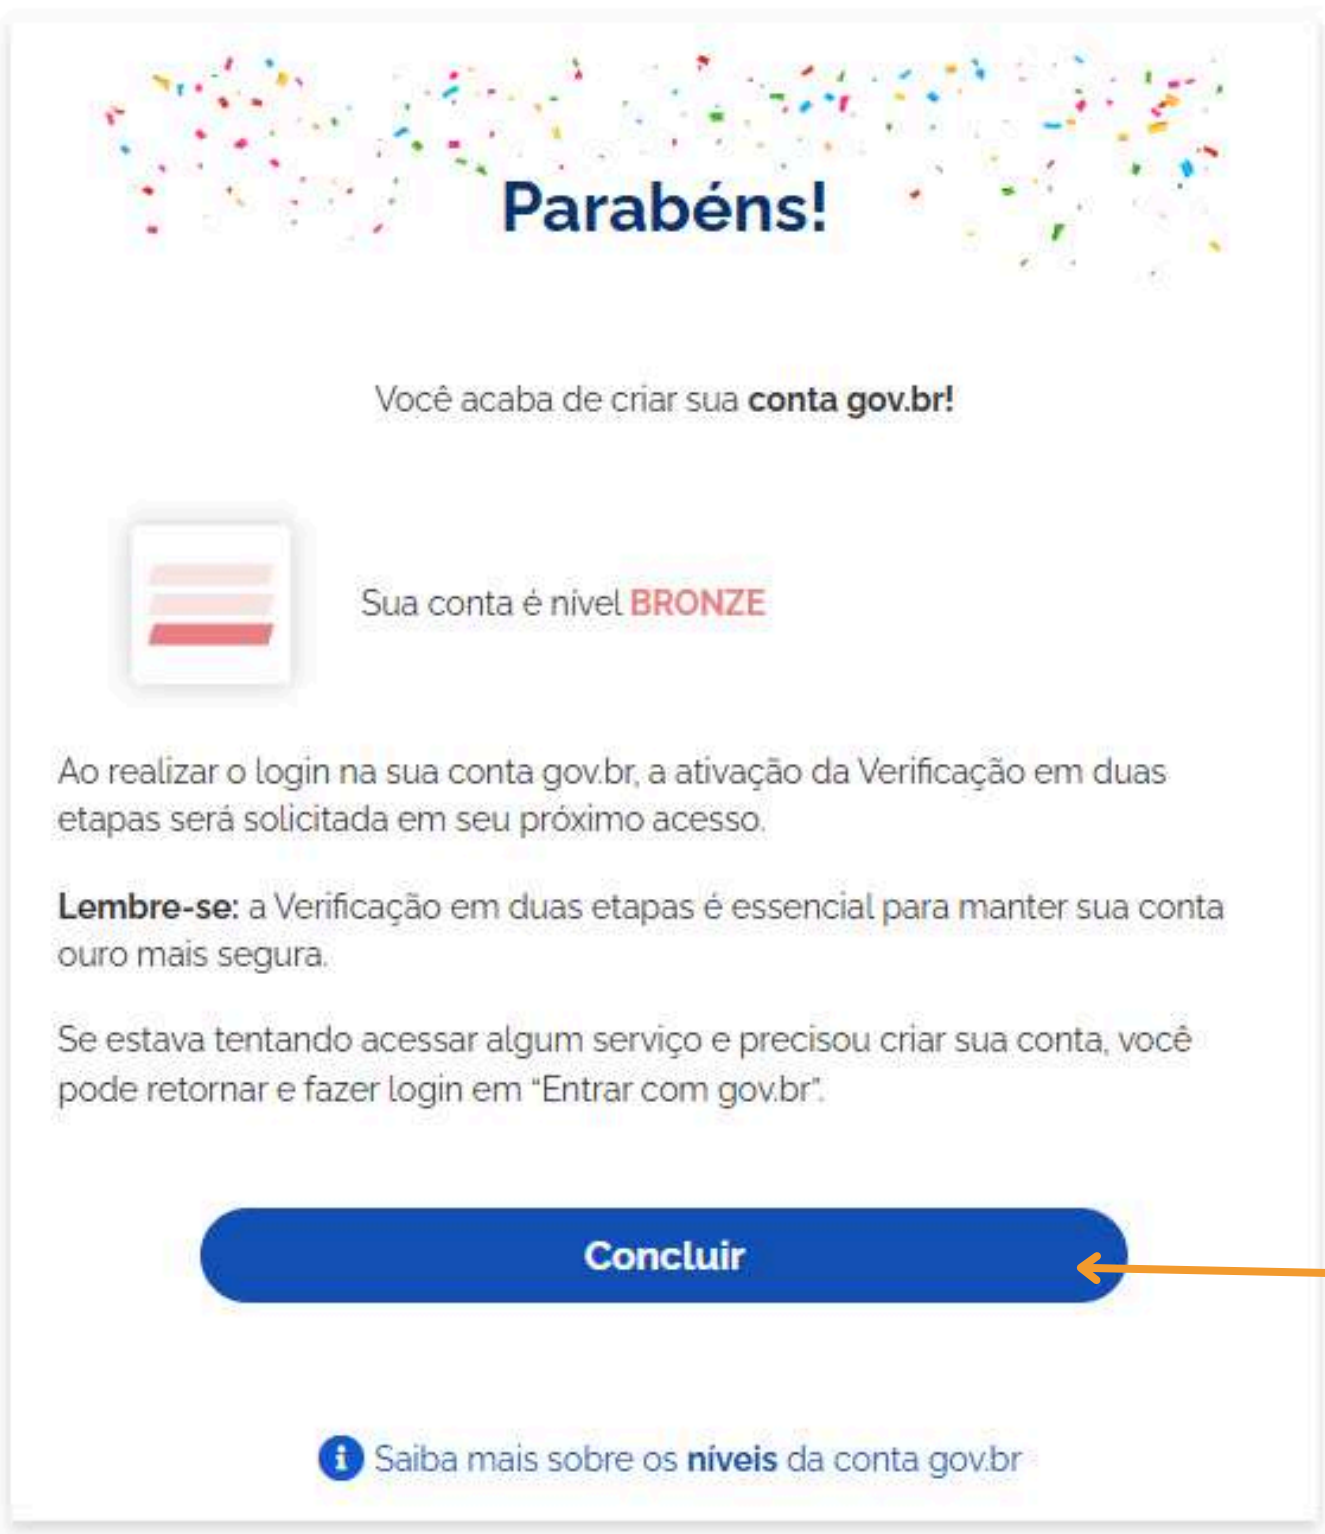 Parabéns!
Você acaba de criar sua conta gov.br!
Sua conta é nível BRONZE
Ao realizar o login na sua conta gov.br, a ativação da Verificação em duas
etapas será solicitada em seu próximo acesso.
Lembre-se: a Verificação em duas etapas é essencial para manter sua conta
ouro mais segura.
Se estava tentando acessar algum serviço e precisou criar sua conta, você
pode retornar e fazer login em “Entrar com gov.br”.
Concluir
Saiba mais sobre os níveis da conta gov.br